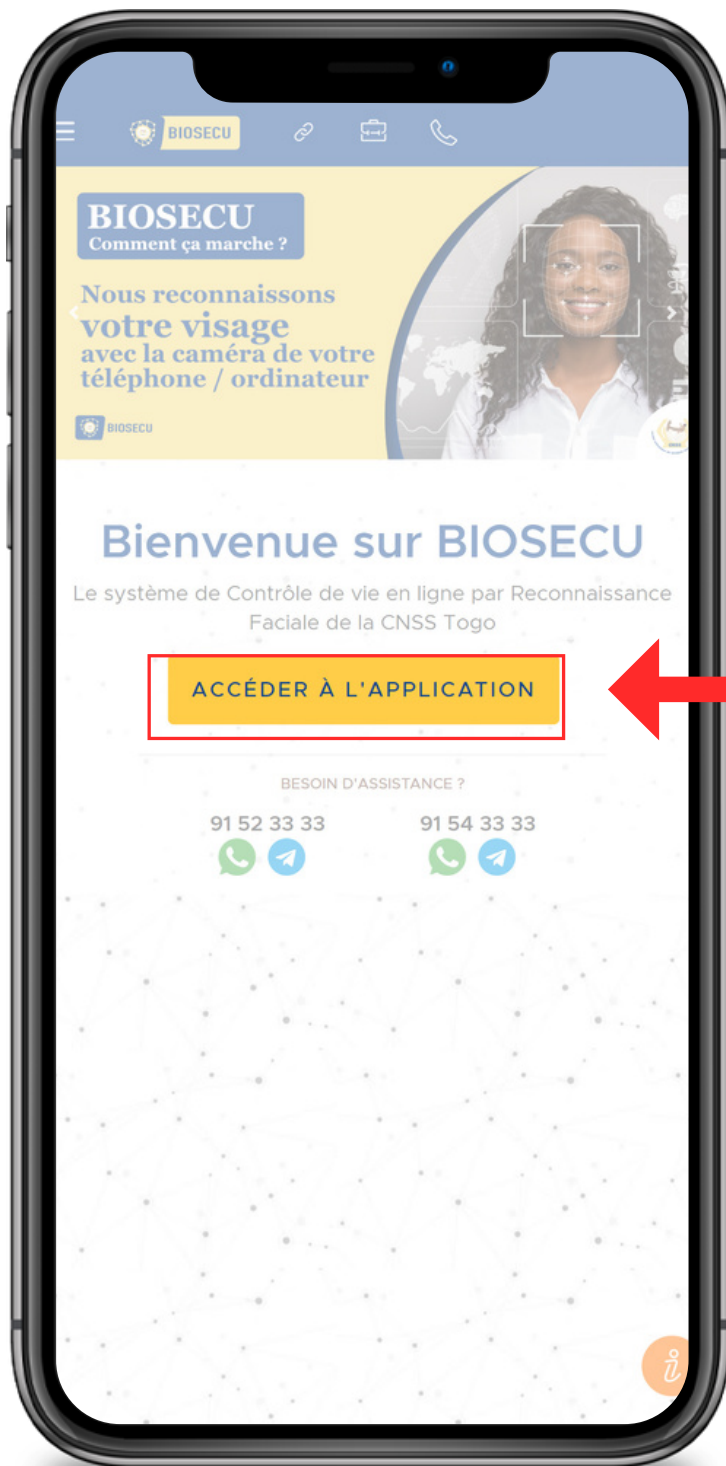 BIOSECU
BIOSECU
Comment ça marche ?
Nous reconnaissons
votre visage
avec la caméra de votre
téléphone / ordinateur
BIOSECU
Bienvenue sur BIOSECU
Le système de Contrôle de vie en ligne par Reconnaissance
Faciale de la CNSS Togo
ACCÉDER À L'APPLICATION
BESOIN D'ASSISTANCE ?
91 52 33 33
91 54 33 33